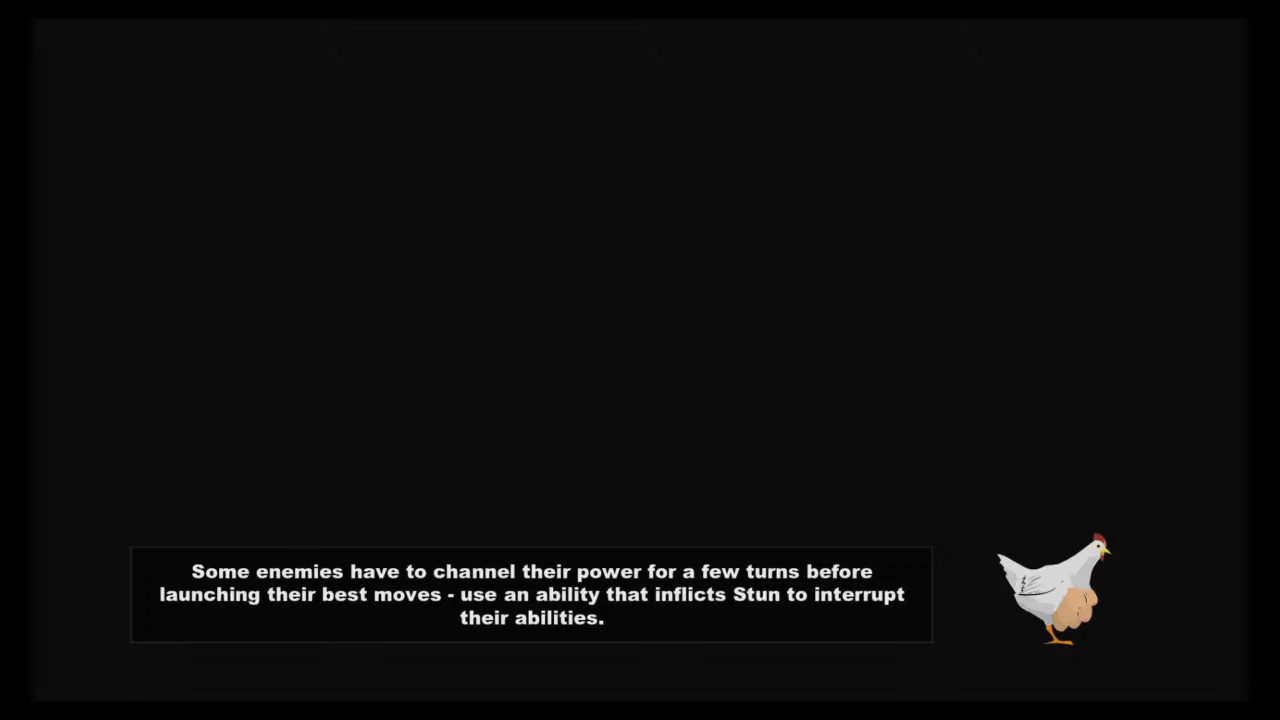 Some enemies have to channel their power for a few turns before
launching their best moves - use an ability that inflicts Stun to interrupt
their abilities.